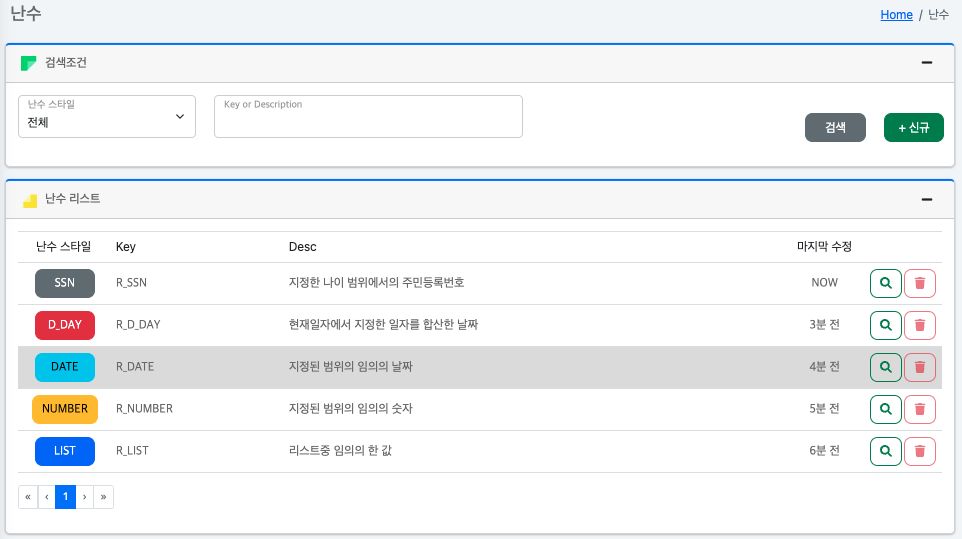 난수
Home / 난수
검색조건
난수 스타일
전체
Key or Description
검색
+ 신규
난수 리스트
난수 스타일 Key Desc 마지막 수정
SSN R_SSN 지정한 나이 범위에서의 주민등록번호 NOW
D_DAY R_D_DAY 현재일자에서 지정한 일자를 합산한 날짜 3분 전
DATE R_DATE 지정된 범위의 임의의 날짜 4분 전
NUMBER R_NUMBER 지정된 범위의 임의의 숫자 5분 전
LIST R_LIST 리스트중 임의의 한 값 6분 전
« ‹ 1 › »